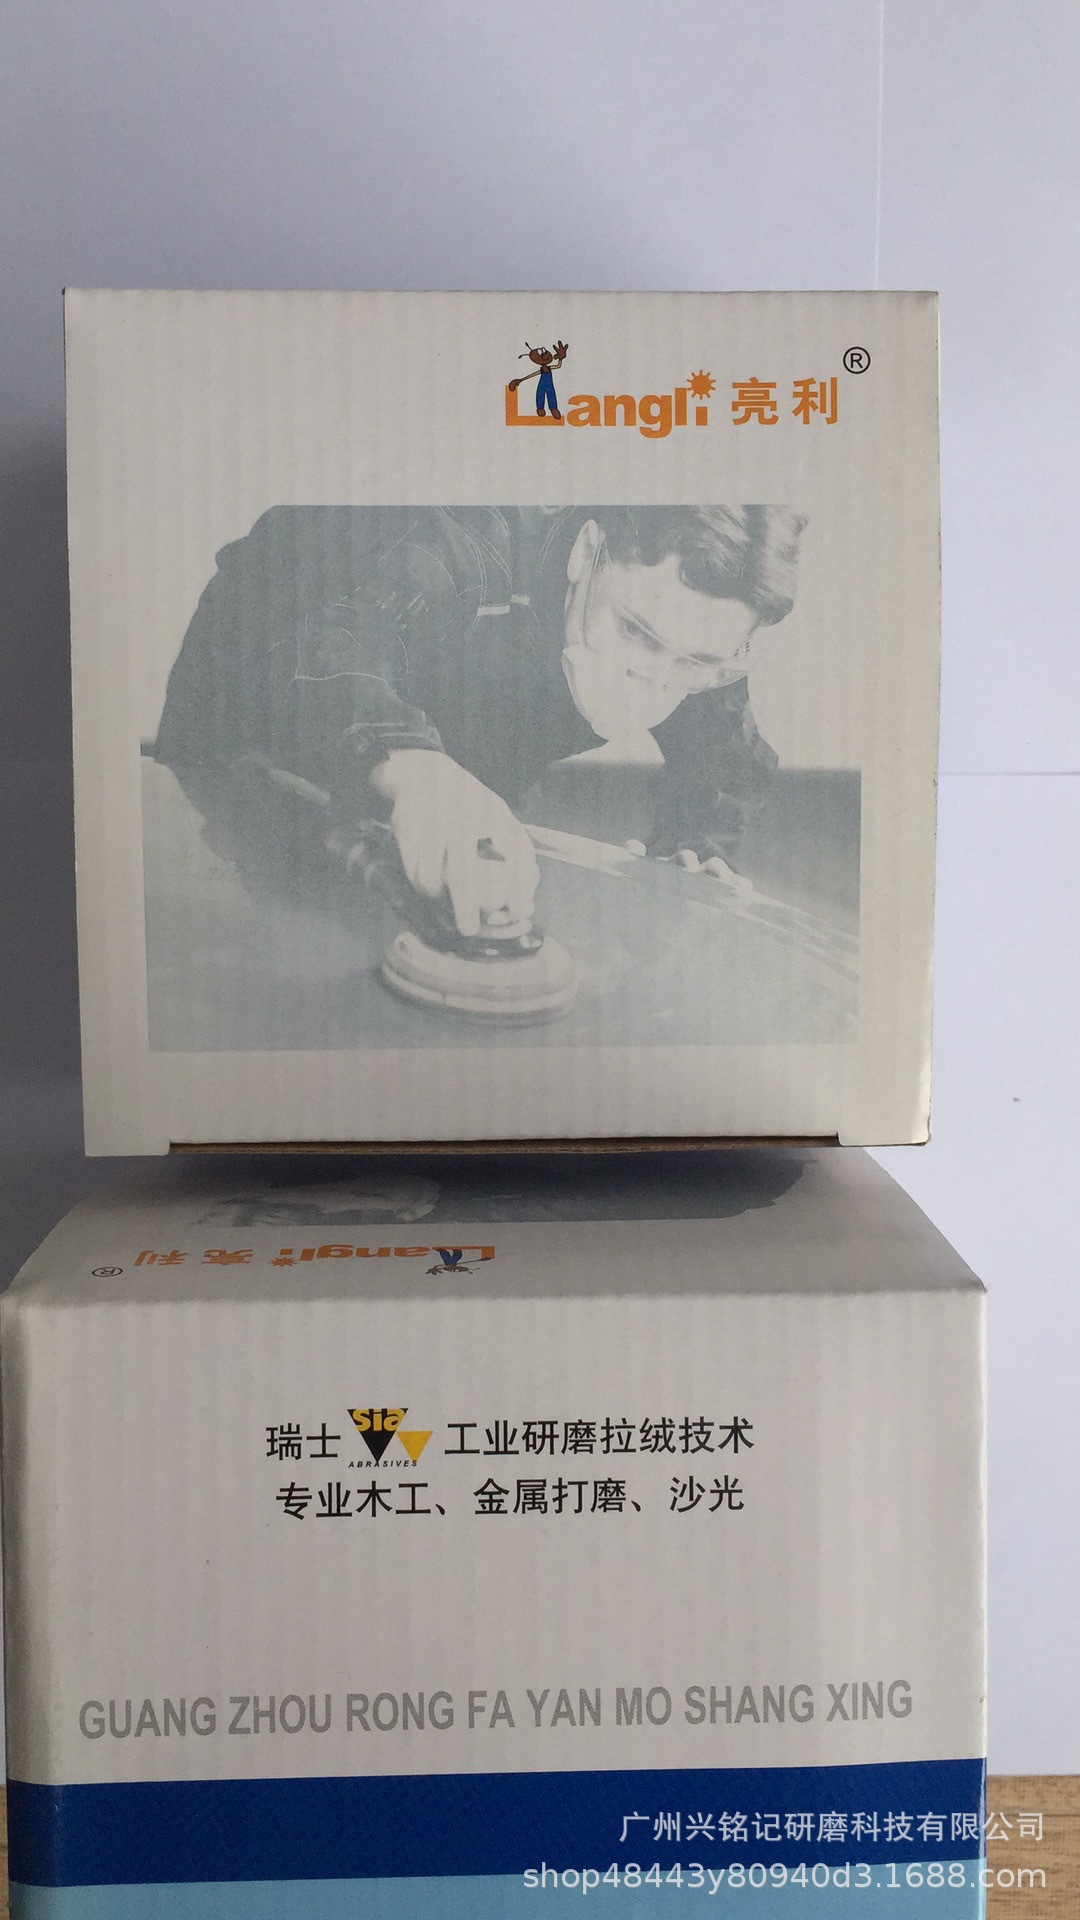 Liangli 亮利 ®
Liangli 亮利 ®
瑞士 sia ABRASIVES 工业研磨拉绒技术
专业木工、金属打磨、沙光
GUANG ZHOU RONG FA YAN MO SHANG XING
广州兴铭记研磨科技有限公司
shop48443y80940d3.1688.com